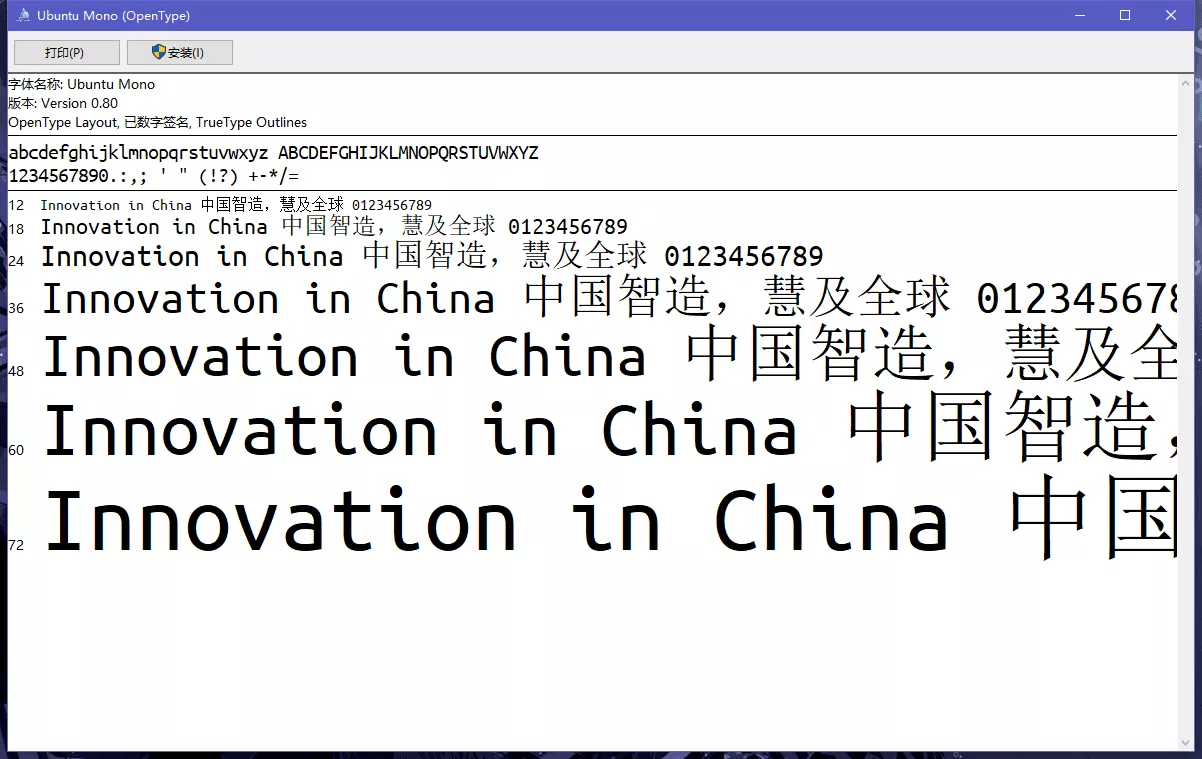 Ubuntu Mono (OpenType)
打印(P) 安装(I)
字体名称: Ubuntu Mono
版本: Version 0.80
OpenType Layout, 已数字签名, TrueType Outlines
abcdefghijklmnopqrstuvwxyz ABCDEFGHIJKLMNOPQRSTUVWXYZ
1234567890.:,; ' " (!?) +-*/=
12 Innovation in China 中国智造，慧及全球 0123456789
18 Innovation in China 中国智造，慧及全球 0123456789
24 Innovation in China 中国智造，慧及全球 0123456789
36 Innovation in China 中国智造，慧及全球 012345678
48 Innovation in China 中国智造，慧及全
60 Innovation in China 中国智造，
72 Innovation in China 中国